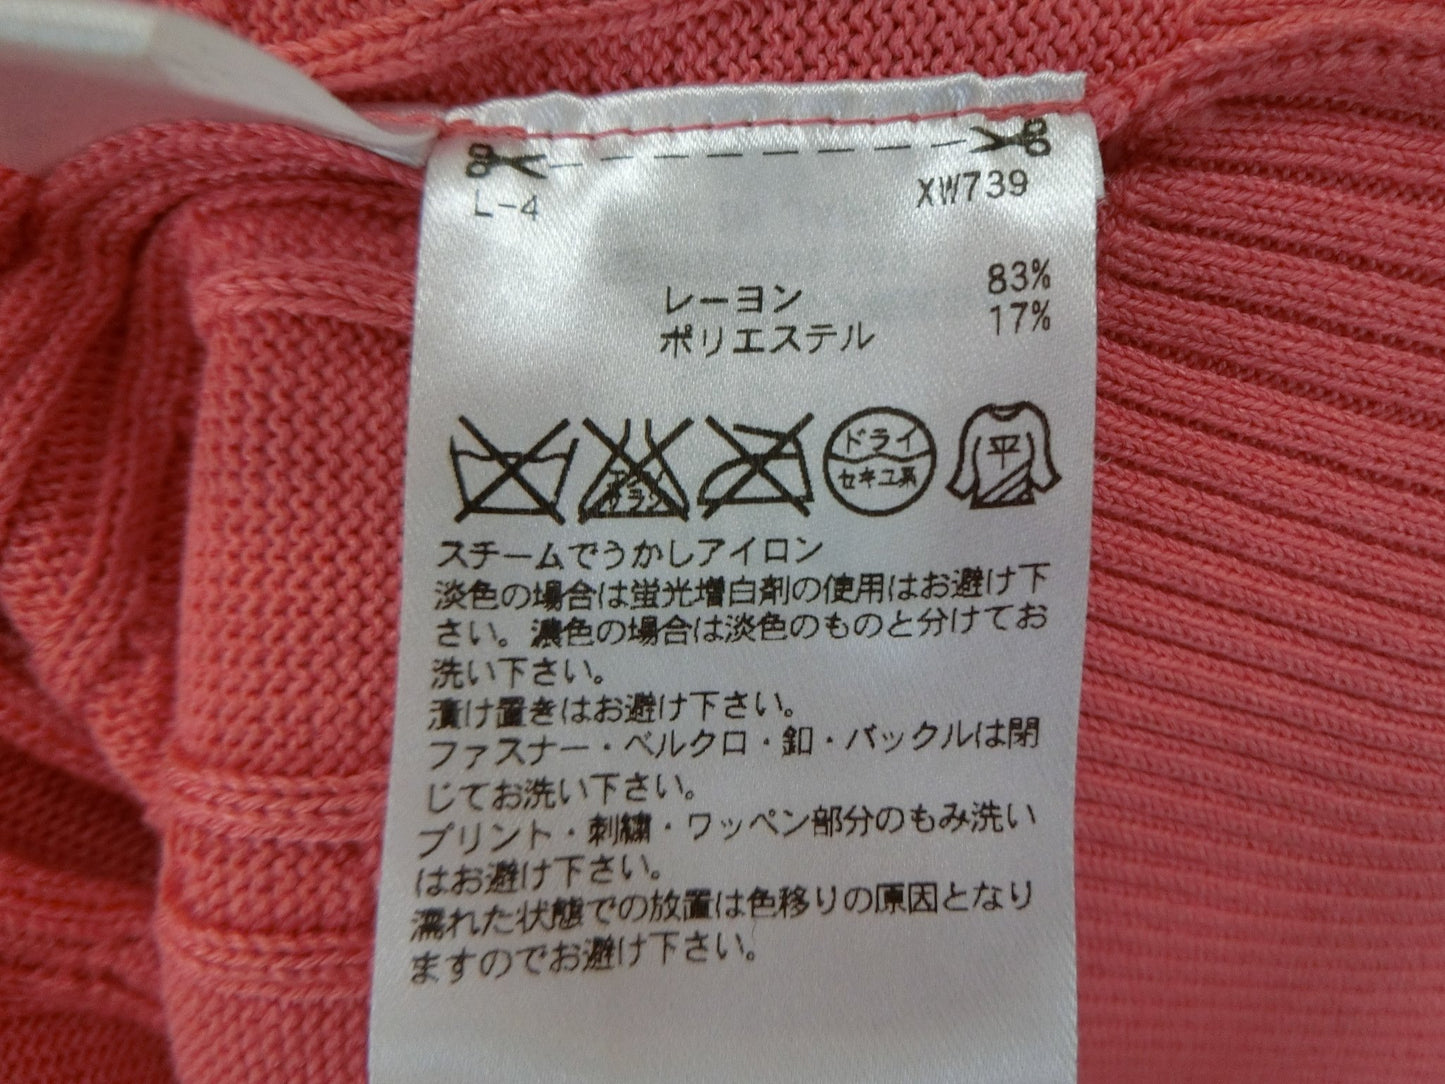 L-4 XW739
レーヨン 83%
ポリエステル 17%
エンソ サラシ
ドライ
セキユ系
平
スチームでうかしアイロン
淡色の場合は蛍光増白剤の使用はお避け下
さい。濃色の場合は淡色のものと分けてお
洗い下さい。
漬け置きはお避け下さい。
ファスナー・ベルクロ・釦・バックルは閉
じてお洗い下さい。
プリント・刺繍・ワッペン部分のもみ洗い
はお避け下さい。
濡れた状態での放置は色移りの原因となり
ますのでお避け下さい。